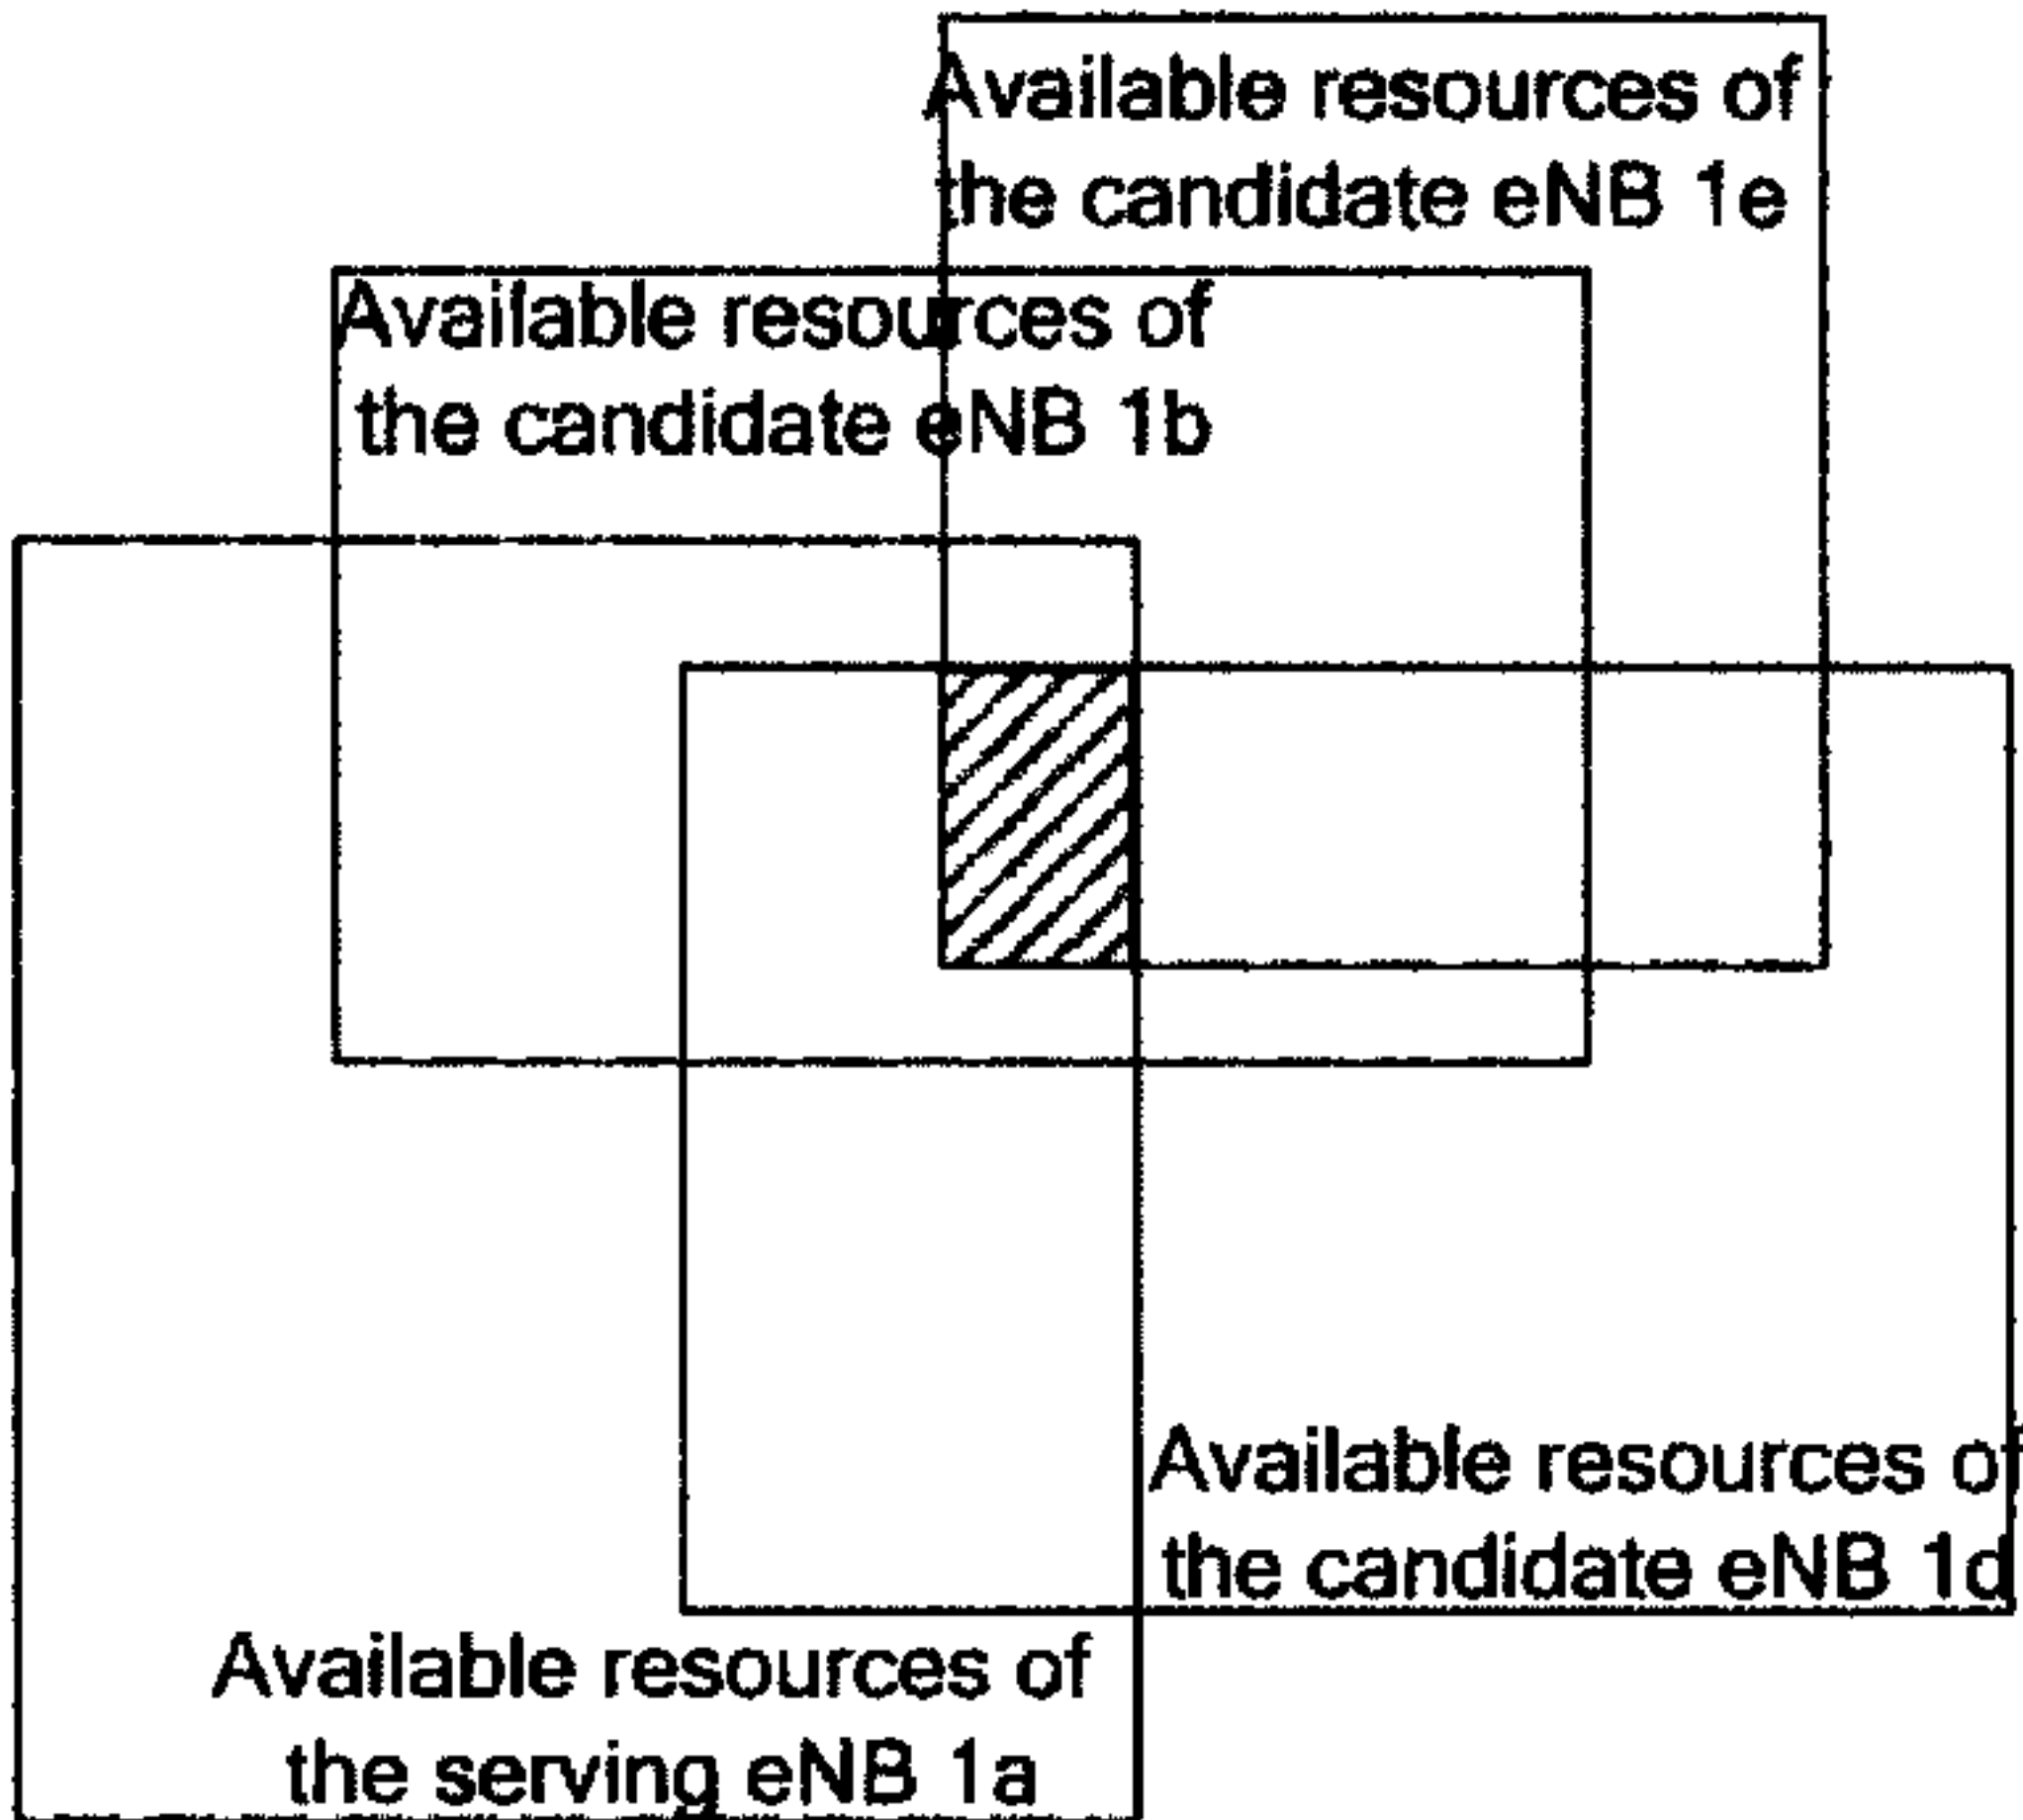 Available resources of
the candidate eNB 1e
Available resources of
the candidate eNB 1b
Available resources of
the candidate eNB 1d
Available resources of
the serving eNB 1a